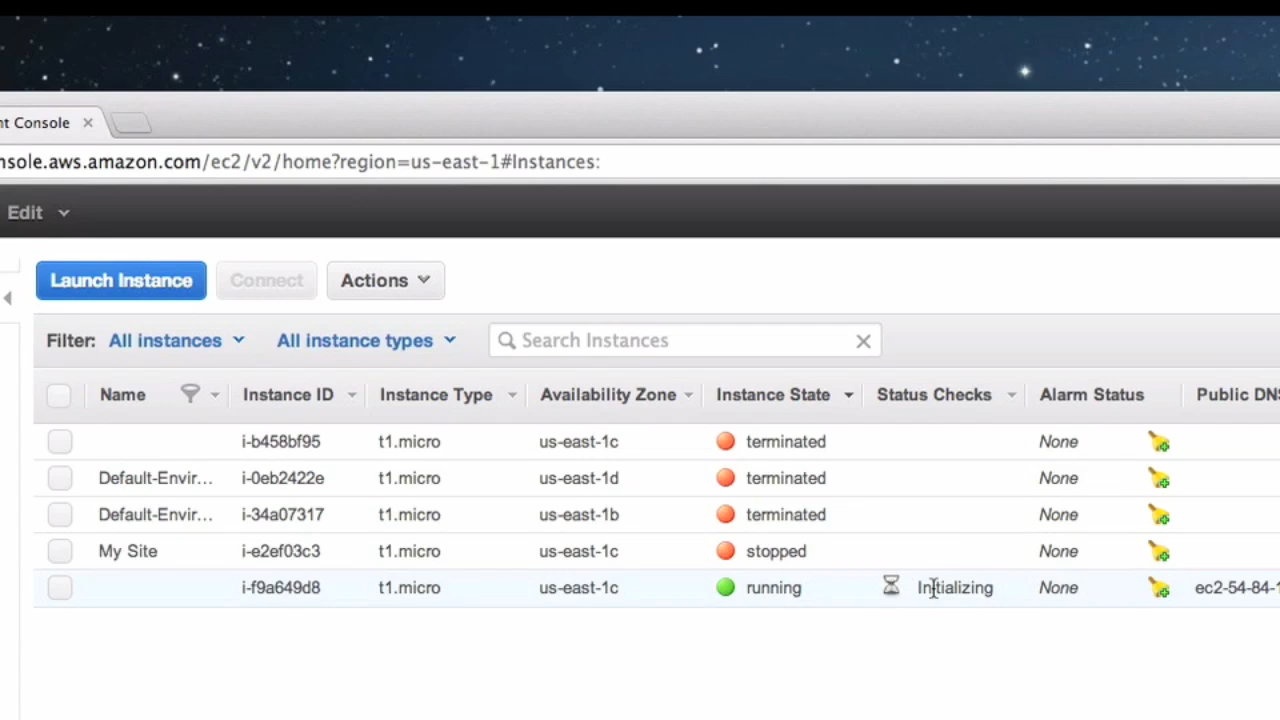 nt Console
nsole.aws.amazon.com/ec2/v2/home?region=us-east-1#Instances:
Edit
Launch Instance Connect Actions
Filter: All instances All instance types Search Instances
Name Instance ID Instance Type Availability Zone Instance State Status Checks Alarm Status Public DNS
i-b458bf95 t1.micro us-east-1c terminated None
Default-Envir... i-0eb2422e t1.micro us-east-1d terminated None
Default-Envir... i-34a07317 t1.micro us-east-1b terminated None
My Site i-e2ef03c3 t1.micro us-east-1c stopped None
i-f9a649d8 t1.micro us-east-1c running Initializing None ec2-54-84-1